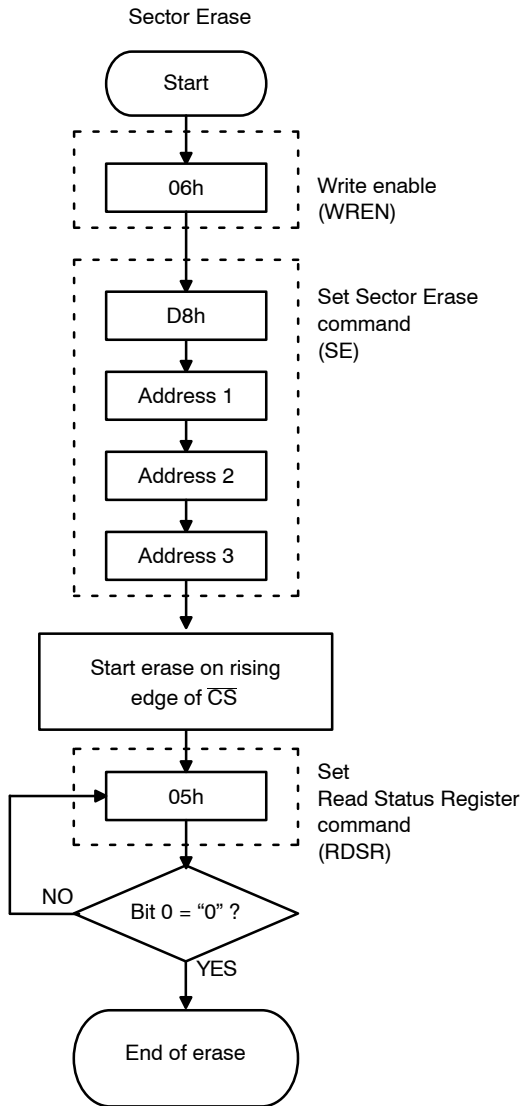 Sector Erase
Start
06h
Write enable
(WREN)
D8h
Set Sector Erase
command
(SE)
Address 1
Address 2
Address 3
Start erase on rising
edge of C̅S̅
05h
Set
Read Status Register
command
(RDSR)
NO
Bit 0 = “0” ?
YES
End of erase